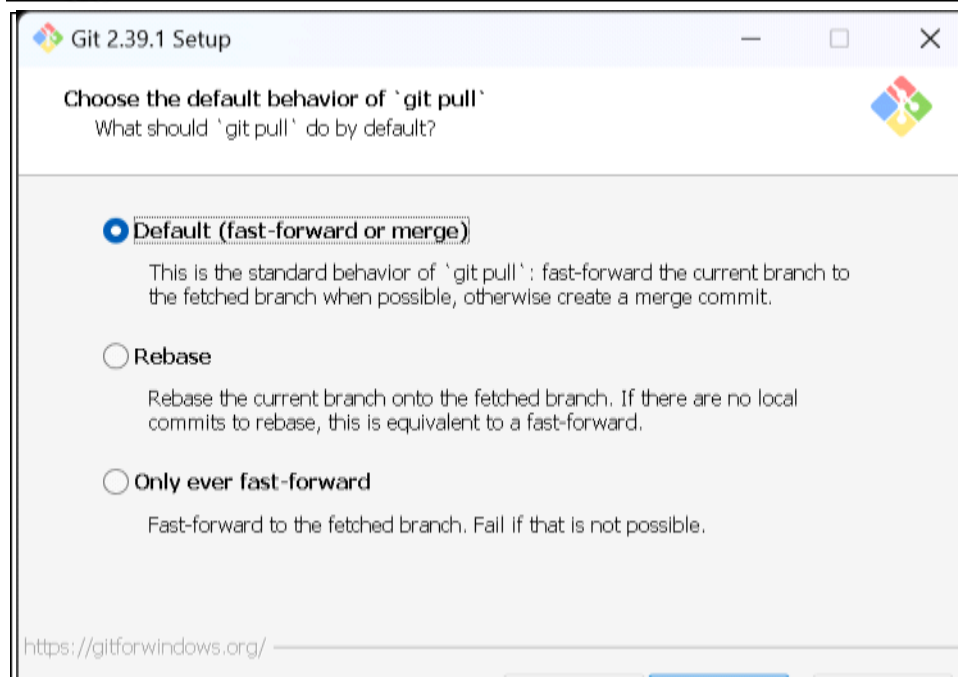 Git 2.39.1 Setup
Choose the default behavior of `git pull`
What should `git pull` do by default?
Default (fast-forward or merge)
This is the standard behavior of `git pull`: fast-forward the current branch to
the fetched branch when possible, otherwise create a merge commit.
Rebase
Rebase the current branch onto the fetched branch. If there are no local
commits to rebase, this is equivalent to a fast-forward.
Only ever fast-forward
Fast-forward to the fetched branch. Fail if that is not possible.
https://gitforwindows.org/